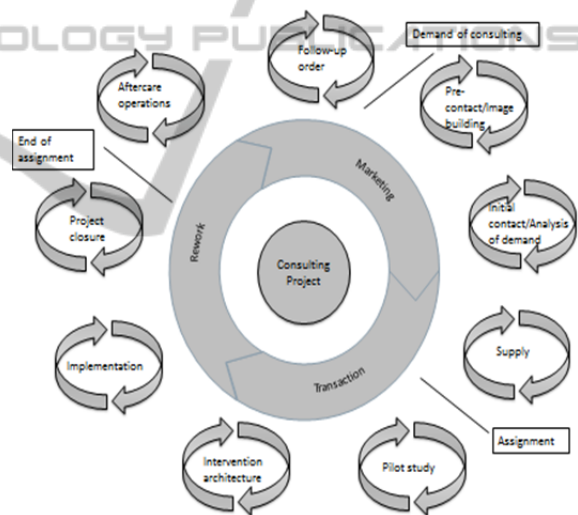 OLOGY PUBLICATIONS
Follow-up
order
Demand of consulting
Aftercare
operations
Pre-
contact/Image
building
End of
assignment
Marketing
Project
closure
Rework
Initial
contact/Analysis
of demand
Consulting
Project
Implementation
Supply
Transaction
Assignment
Intervention
architecture
Pilot study